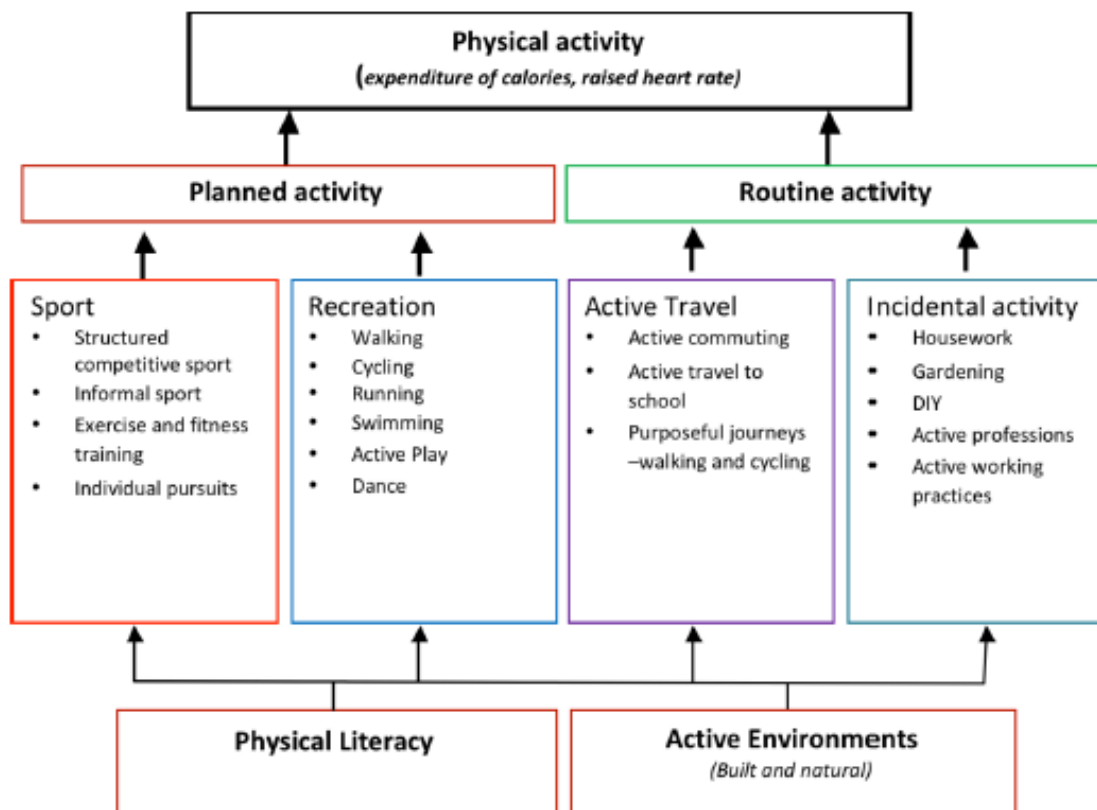 Physical activity
(expenditure of calories, raised heart rate)
Planned activity
Routine activity
Sport
• Structured
competitive sport
• Informal sport
• Exercise and fitness
training
• Individual pursuits
Recreation
• Walking
• Cycling
• Running
• Swimming
• Active Play
• Dance
Active Travel
• Active commuting
• Active travel to
school
• Purposeful journeys
–walking and cycling
Incidental activity
• Housework
• Gardening
• DIY
• Active professions
• Active working
practices
Physical Literacy
Active Environments
(Built and natural)